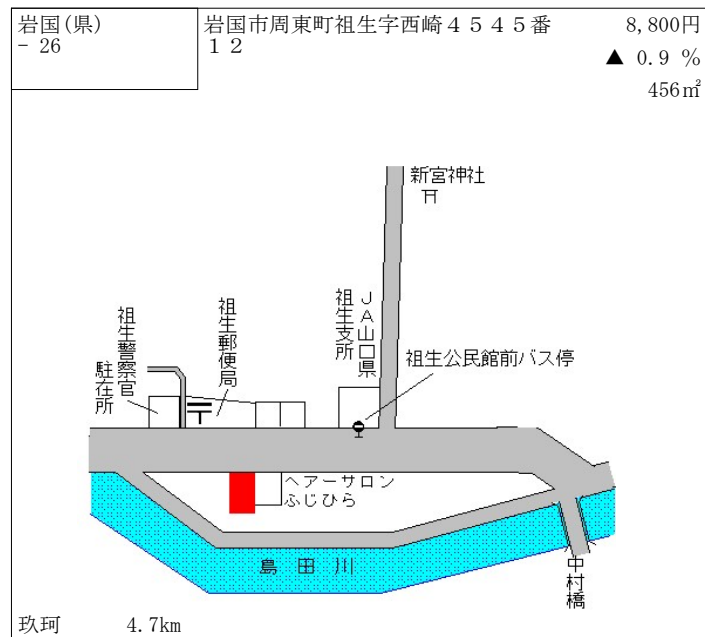 岩国(県)
- 26
岩国市周東町祖生字西崎４５４５番
１２
8,800円
▲ 0.9 %
456㎡
新宮神社
ＪＡ山口県
祖生支所
祖生郵便局
祖生警察官
駐在所
祖生公民館前バス停
ヘアーサロン
ふじひら
島田川
中村橋
玖珂 4.7km